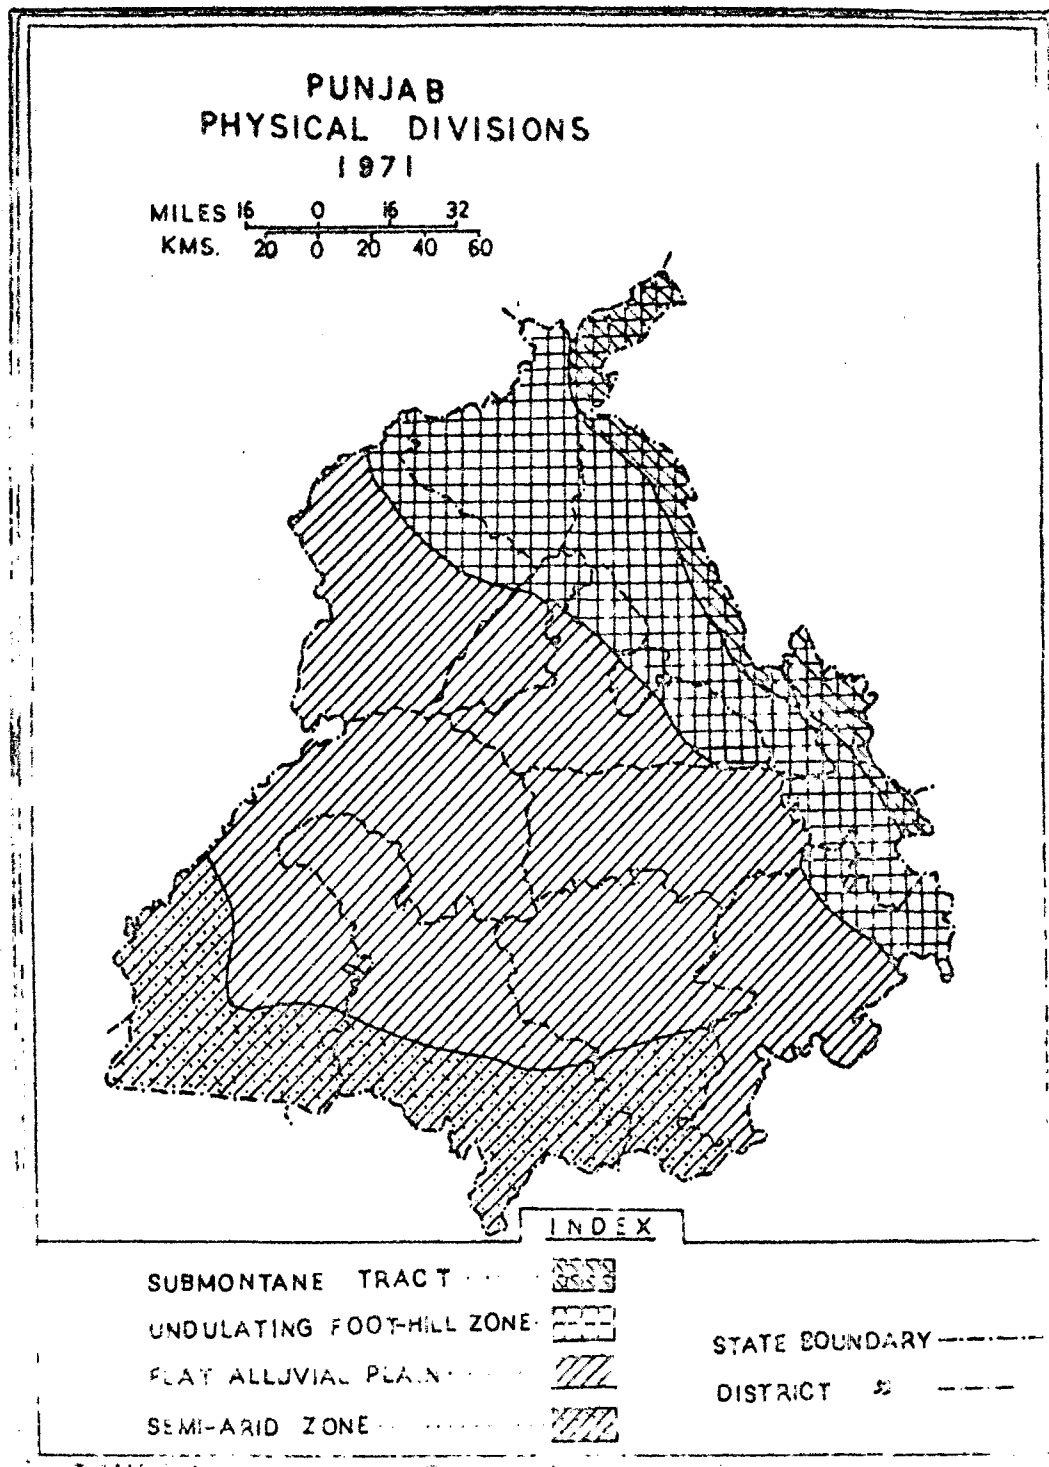 PUNJAB
PHYSICAL DIVISIONS
1971
MILES 16 0 16 32
KMS. 20 0 20 40 60
INDEX
SUBMONTANE TRACT
UNDULATING FOOT-HILL ZONE
FLAT ALLUVIAL PLAIN
SEMI-ARID ZONE
STATE BOUNDARY
DISTRICT "